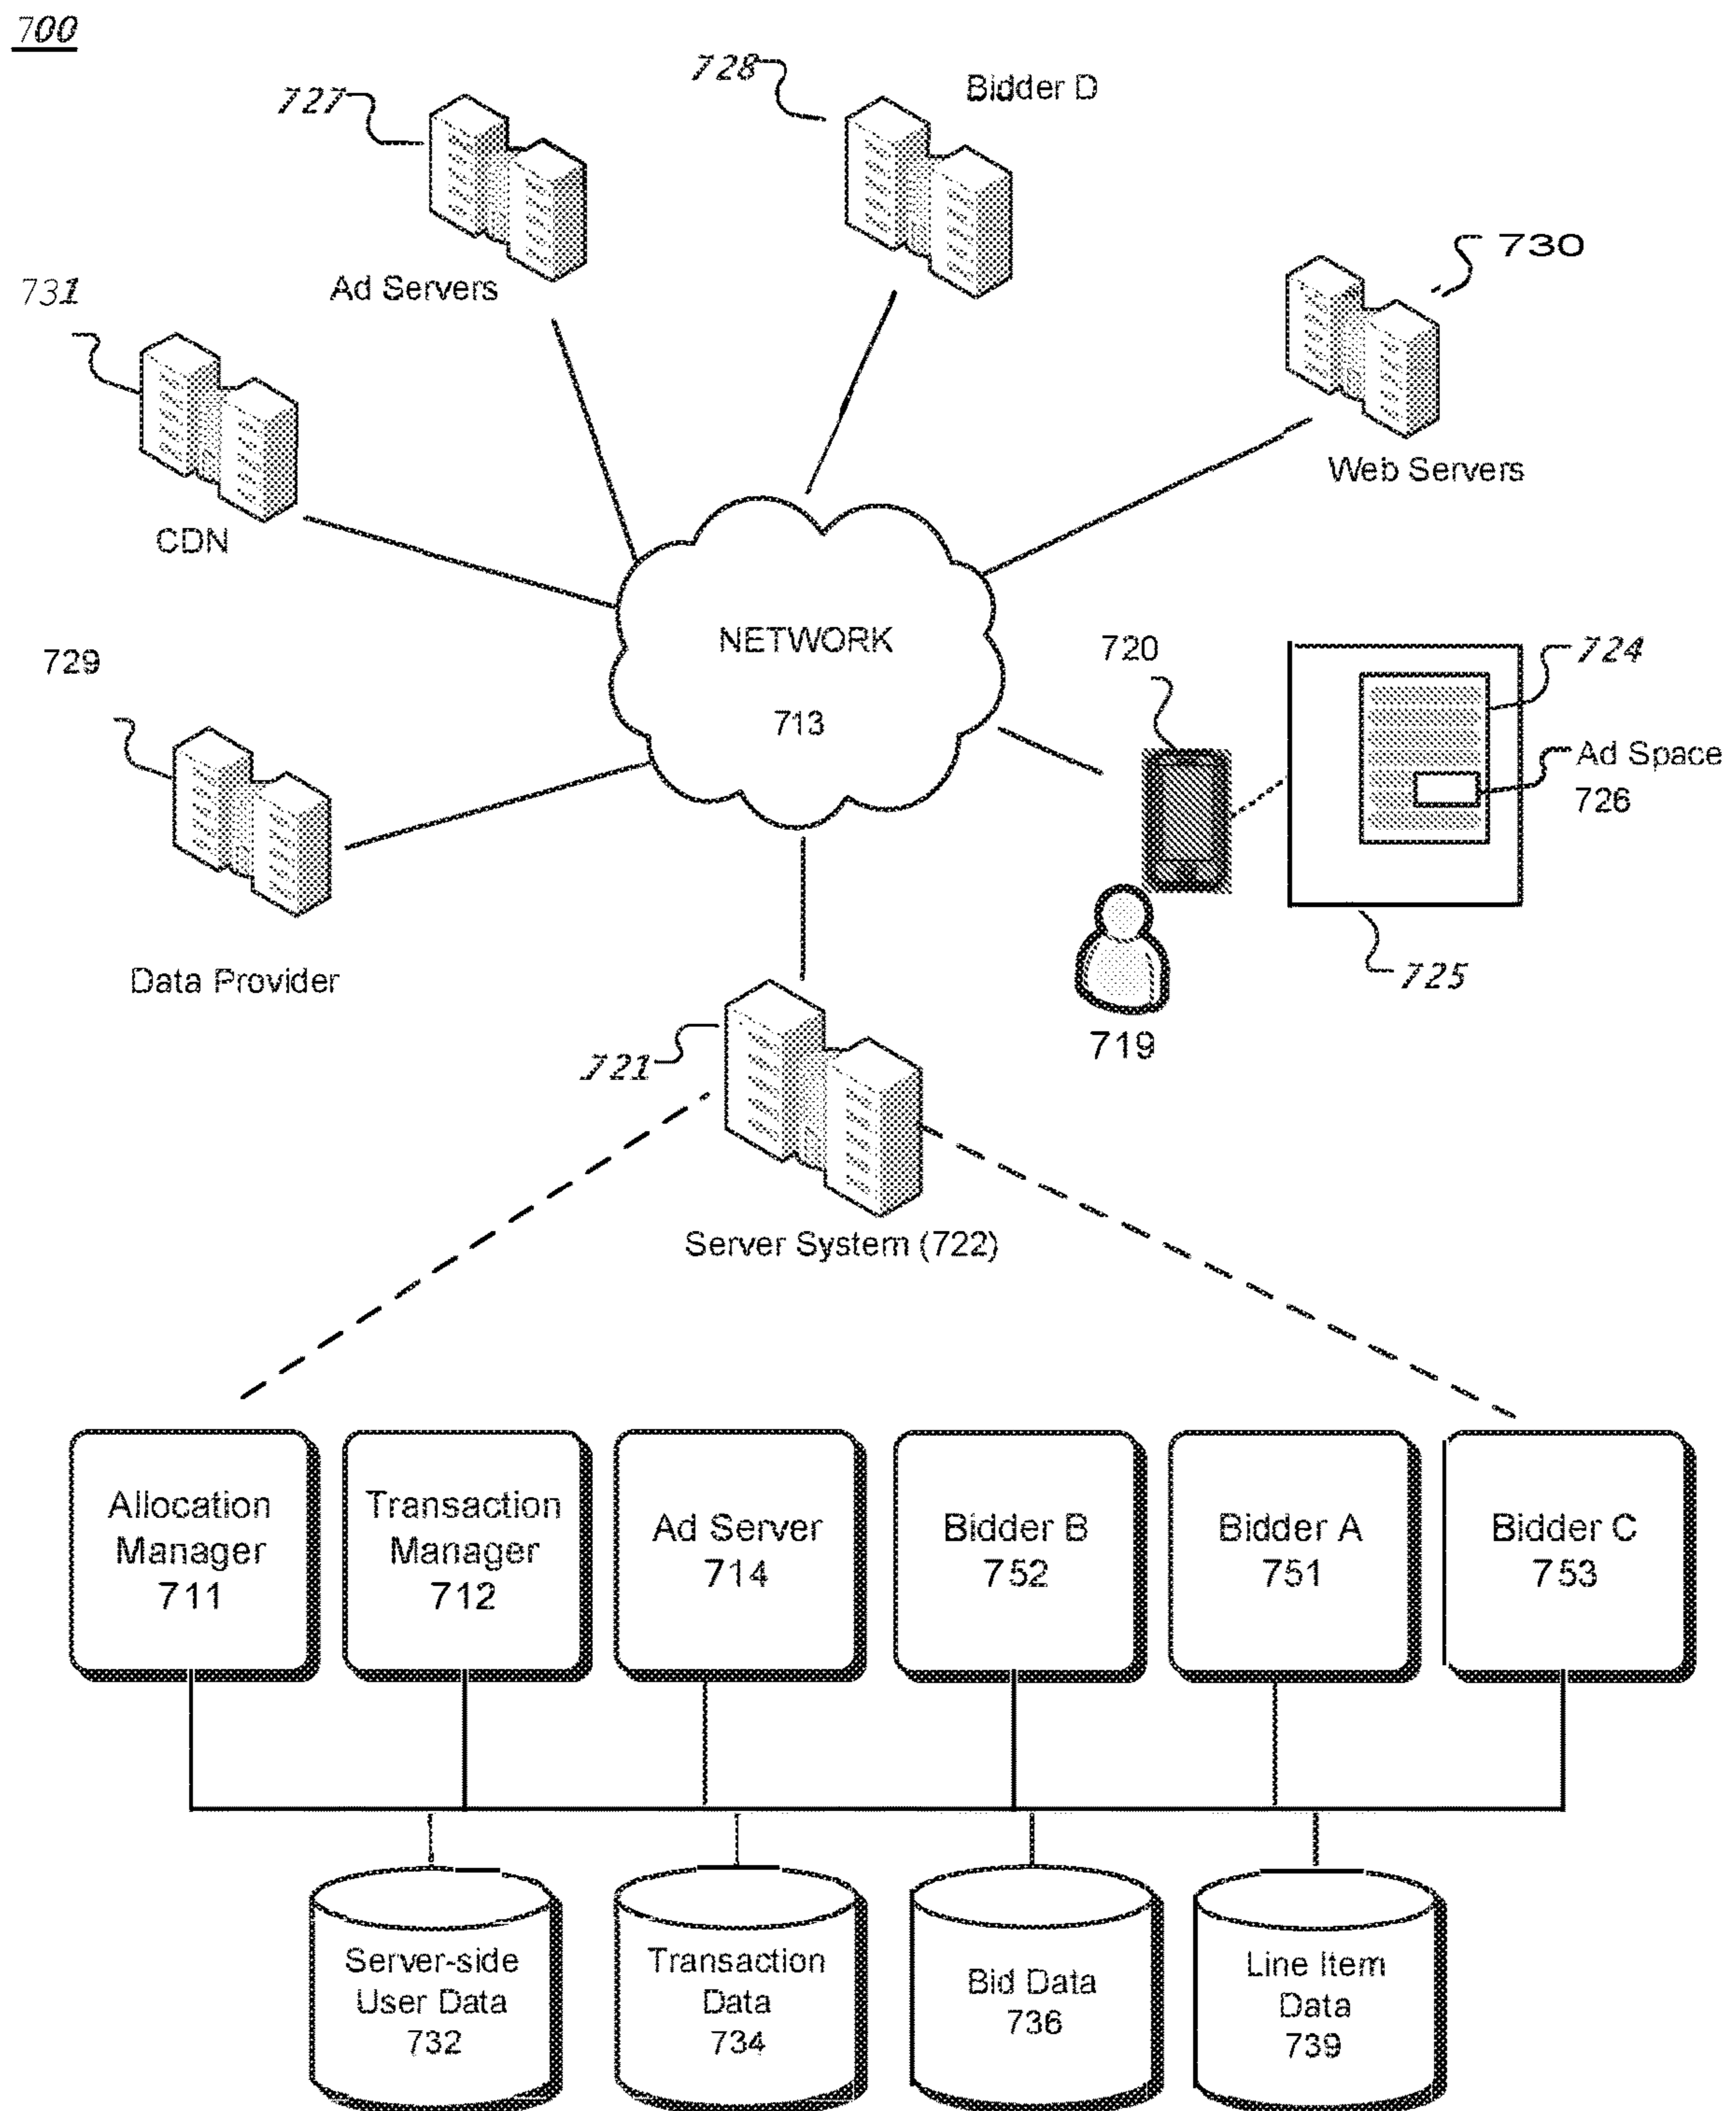 700
727
728
Bidder D
730
731
Ad Servers
Web Servers
CDN
NETWORK
713
729
720
724
Ad Space
726
Data Provider
725
719
721
Server System (722)
Allocation
Manager
711
Transaction
Manager
712
Ad Server
714
Bidder B
752
Bidder A
751
Bidder C
753
Server-side
User Data
732
Transaction
Data
734
Bid Data
736
Line Item
Data
739